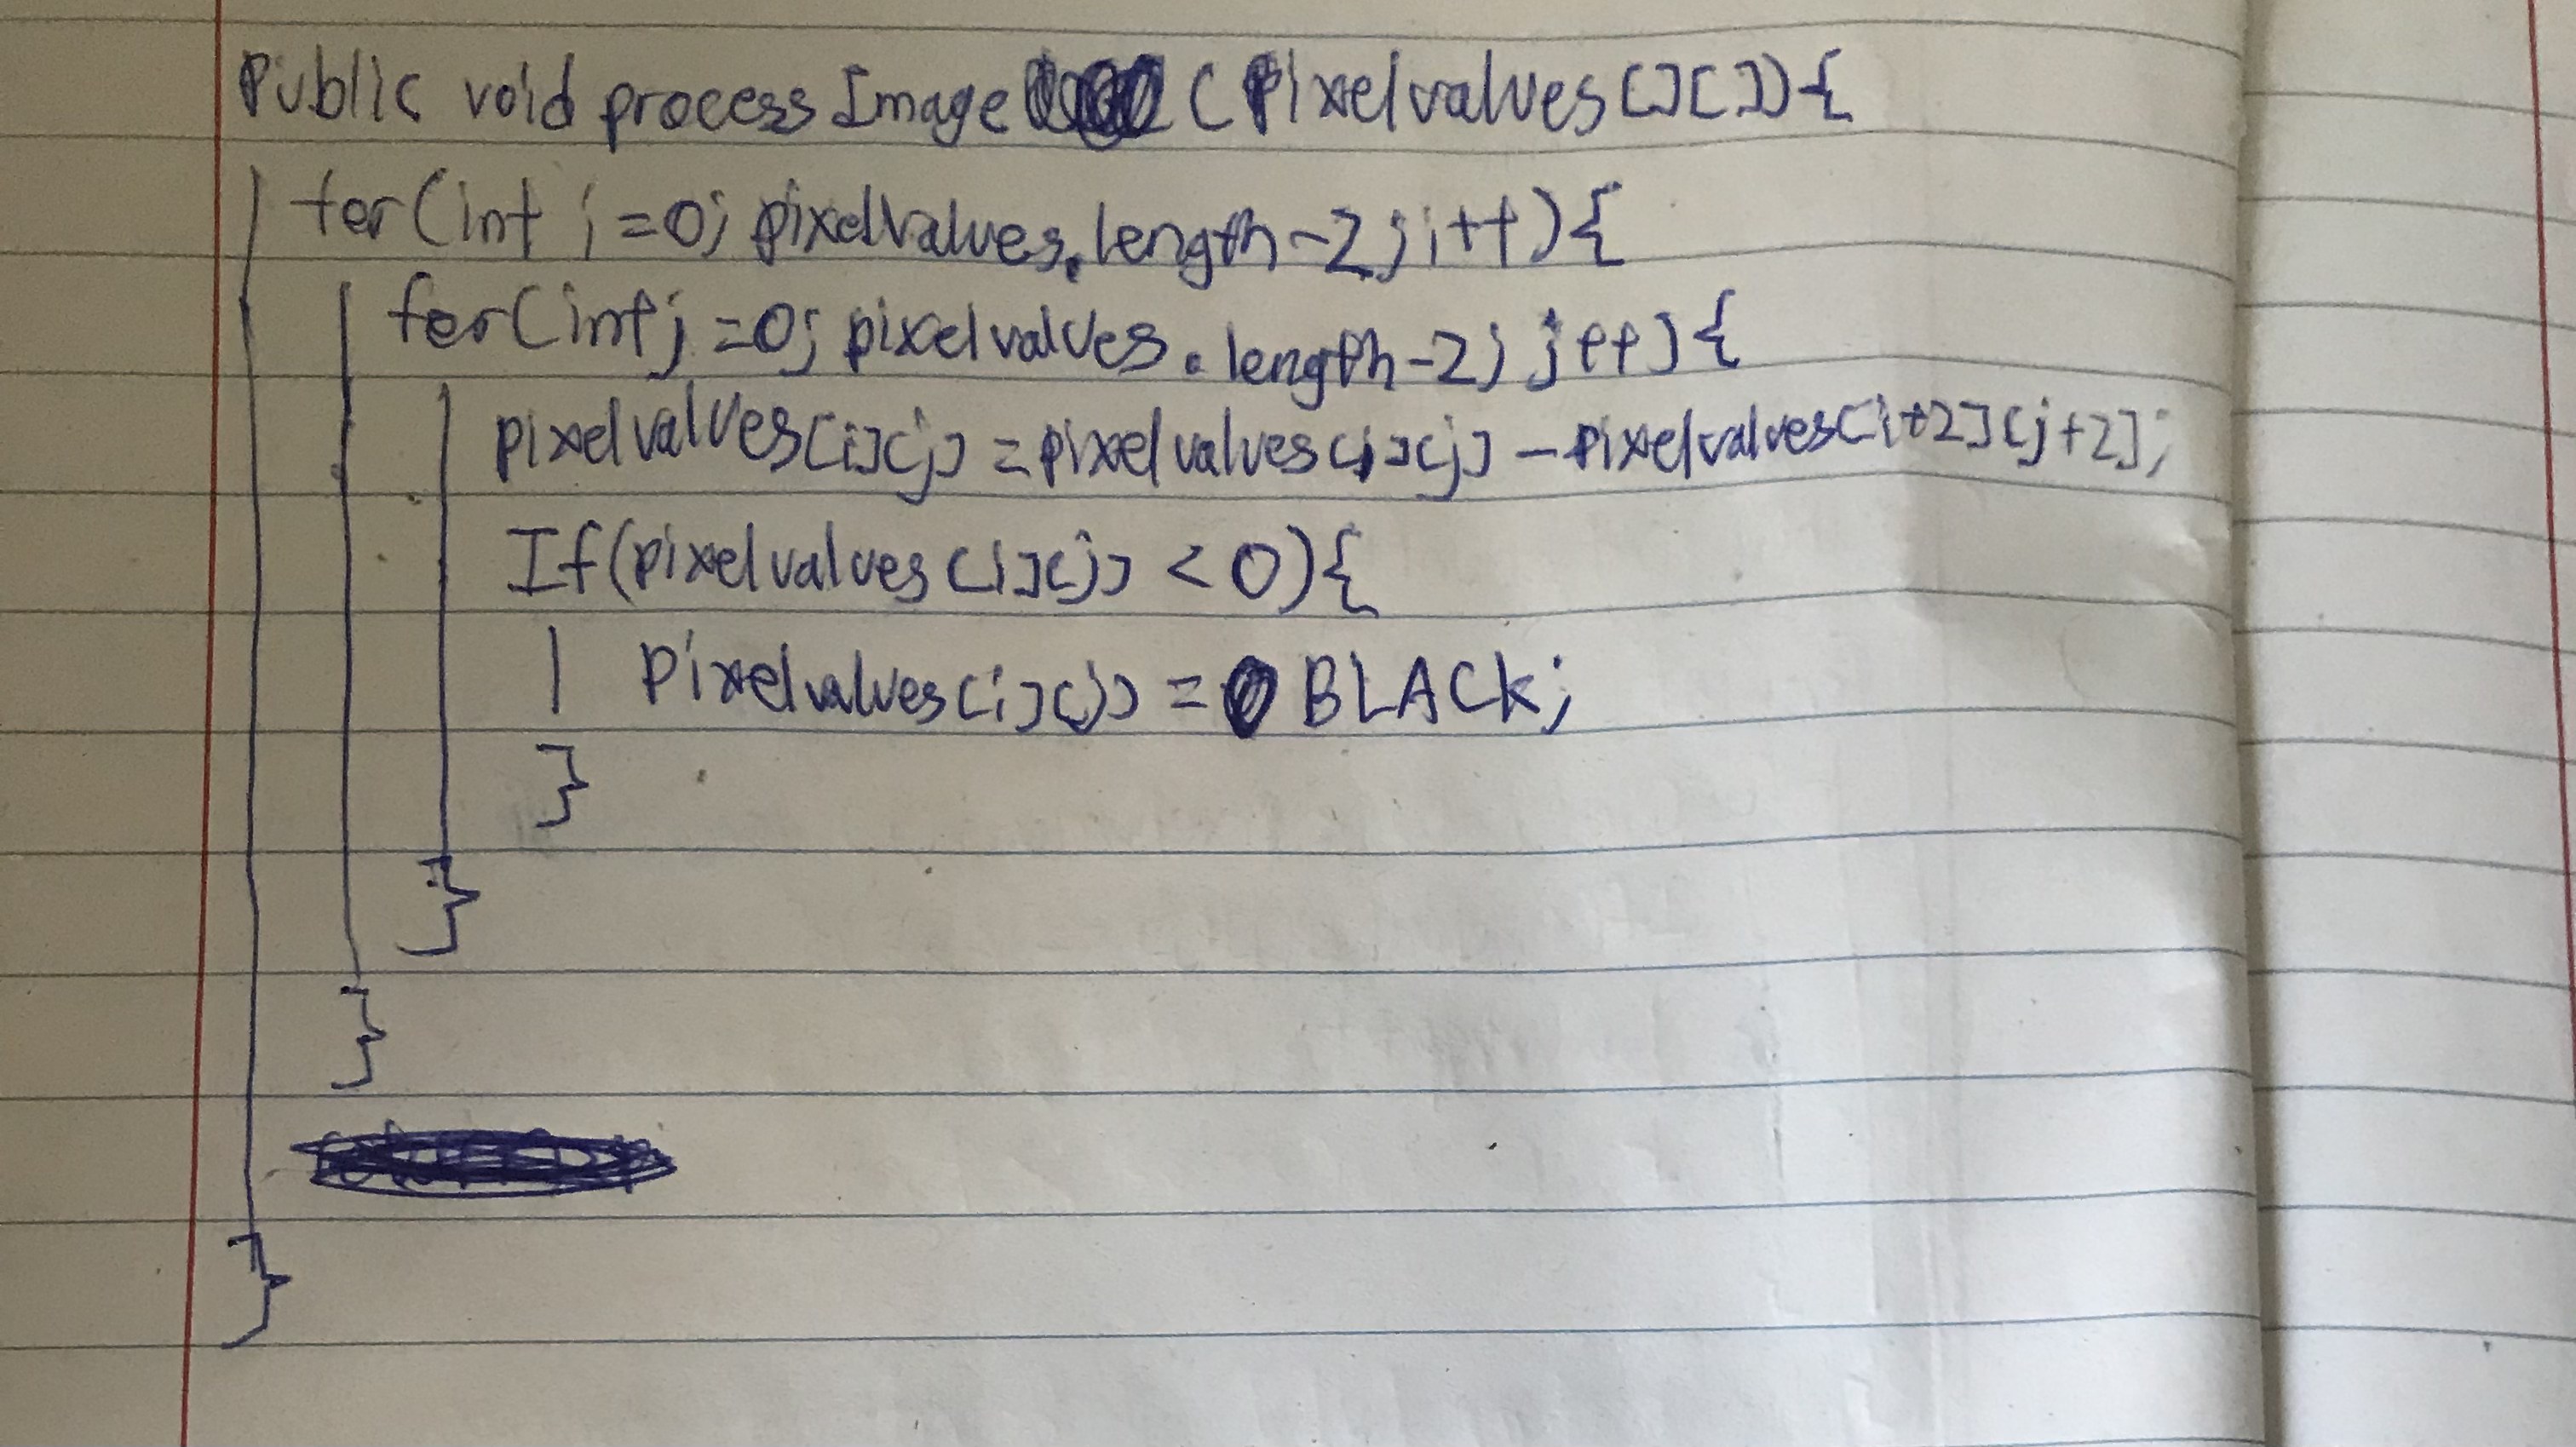 Public void processImage (Pixelvalues[][]){
for(int i=0; pixelvalues.length-2; i++){
for(int j=0; pixelvalues.length-2; j++){
pixelvalues[i][j] = pixelvalues[i][j] - pixelvalues[i+2][j+2];
If(pixelvalues[i][j] < 0){
Pixelvalues[i][j] = BLACK;
}
}
}
}